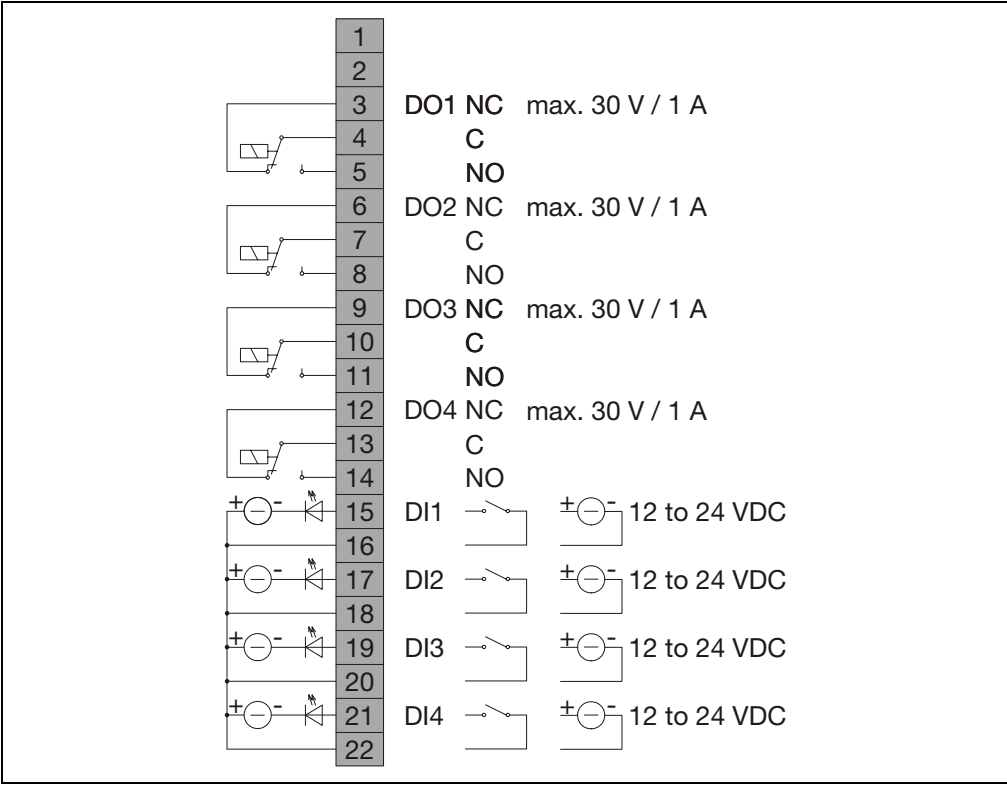 1
2
3 DO1 NC max. 30 V / 1 A
4 C
5 NO
6 DO2 NC max. 30 V / 1 A
7 C
8 NO
9 DO3 NC max. 30 V / 1 A
10 C
11 NO
12 DO4 NC max. 30 V / 1 A
13 C
14 NO
+ - 15 DI1 + - 12 to 24 VDC
16
+ - 17 DI2 + - 12 to 24 VDC
18
+ - 19 DI3 + - 12 to 24 VDC
20
+ - 21 DI4 + - 12 to 24 VDC
22